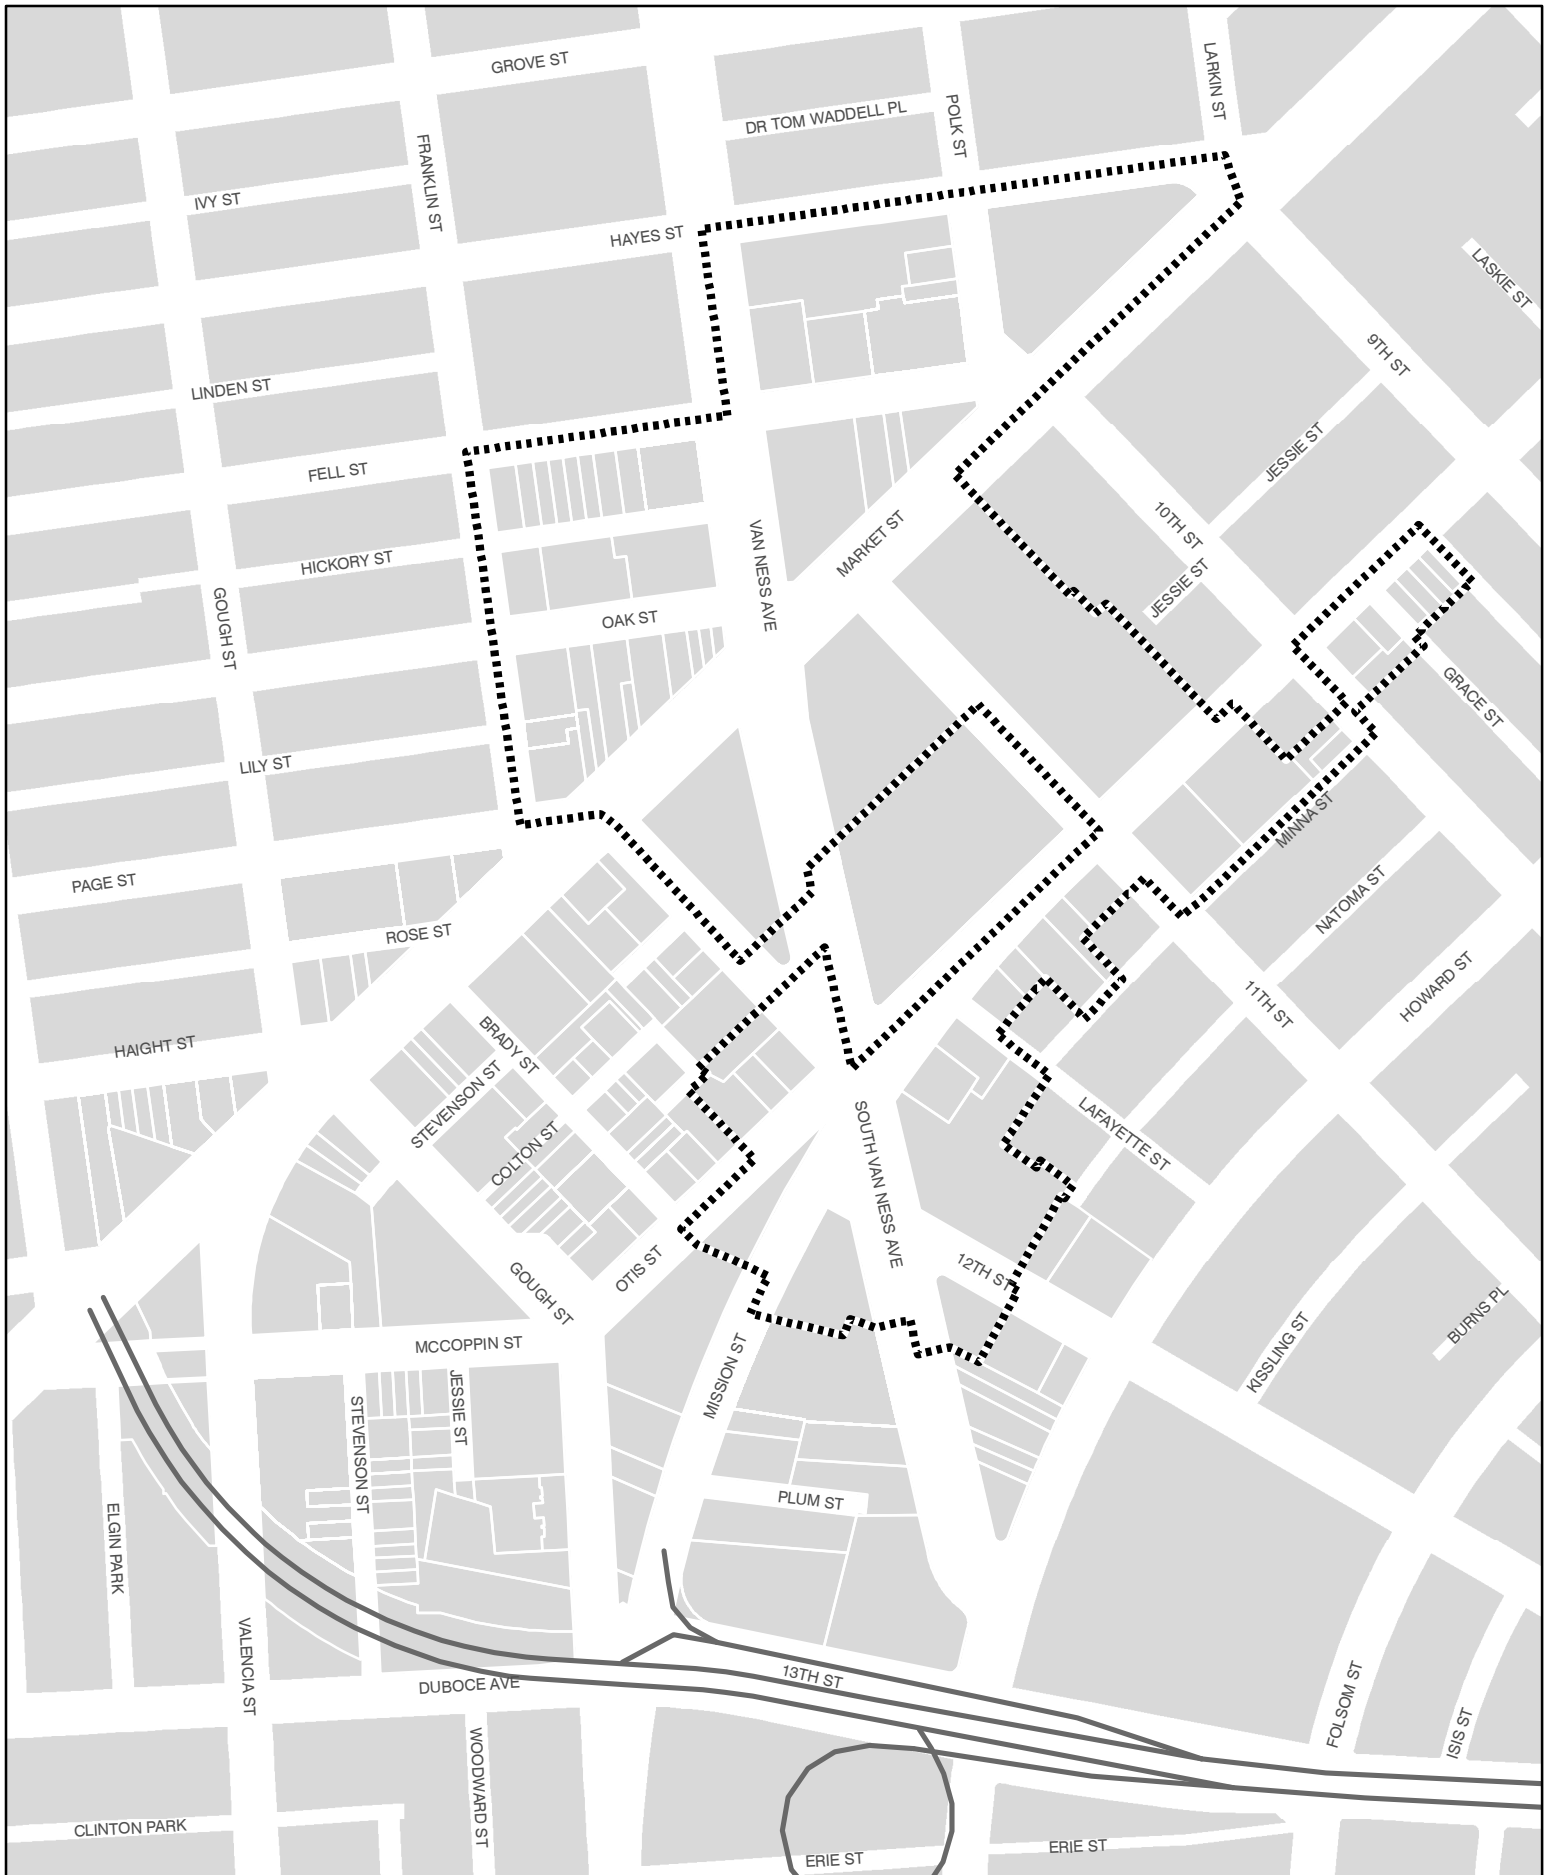 GROVE ST
LARKIN ST
DR TOM WADDELL PL
POLK ST
FRANKLIN ST
IVY ST
HAYES ST
LASKIE ST
9TH ST
LINDEN ST
JESSIE ST
FELL ST
10TH ST
VAN NESS AVE
MARKET ST
HICKORY ST
JESSIE ST
GOUGH ST
OAK ST
GRACE ST
LILY ST
MINNA ST
PAGE ST
NATOMA ST
ROSE ST
HOWARD ST
11TH ST
HAIGHT ST
BRADY ST
STEVENSON ST
LAFAYETTE ST
COLTON ST
SOUTH VAN NESS AVE
12TH ST
OTIS ST
GOUGH ST
BURNS PL
MCCOPPIN ST
KISSLING ST
MISSION ST
JESSIE ST
STEVENSON ST
PLUM ST
ELGIN PARK
VALENCIA ST
13TH ST
DUBOCE AVE
FOLSOM ST
ISIS ST
WOODWARD ST
CLINTON PARK
ERIE ST
ERIE ST